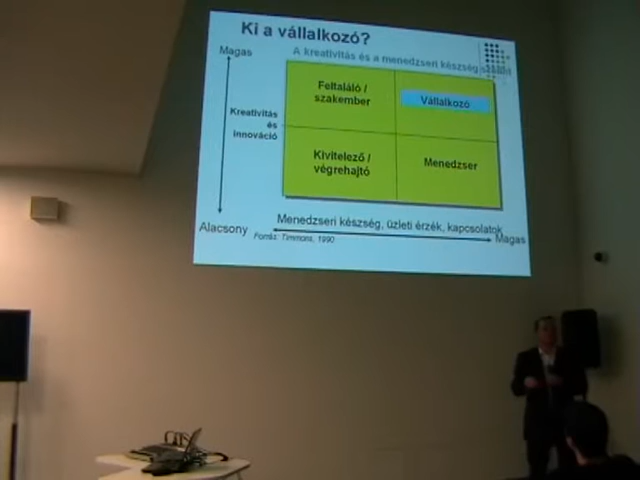 Ki a vállalkozó?
Magas
A kreativitás és a menedzseri készség
Feltaláló /
szakember
Vállalkozó
Kreativitás
és
innováció
Kivitelező /
végrehajtó
Menedzser
Menedzseri készség, üzleti érzék, kapcsolatok
Alacsony
Magas
Forrás: Timmons, 1990